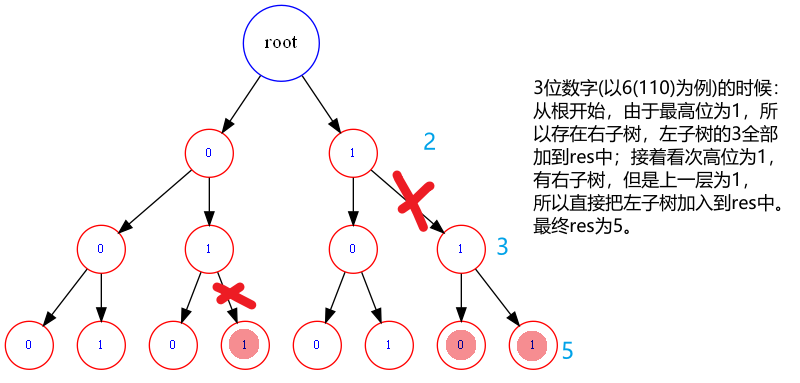 root
3位数字(以6(110)为例)的时候：
从根开始，由于最高位为1，所
以存在右子树，左子树的3全部
加到res中；接着看次高位为1，
有右子树，但是上一层为1，
所以直接把左子树加入到res中。
最终res为5。
0 1 2
0 1 0 1 3
0 1 0 1 0 1 0 1 5